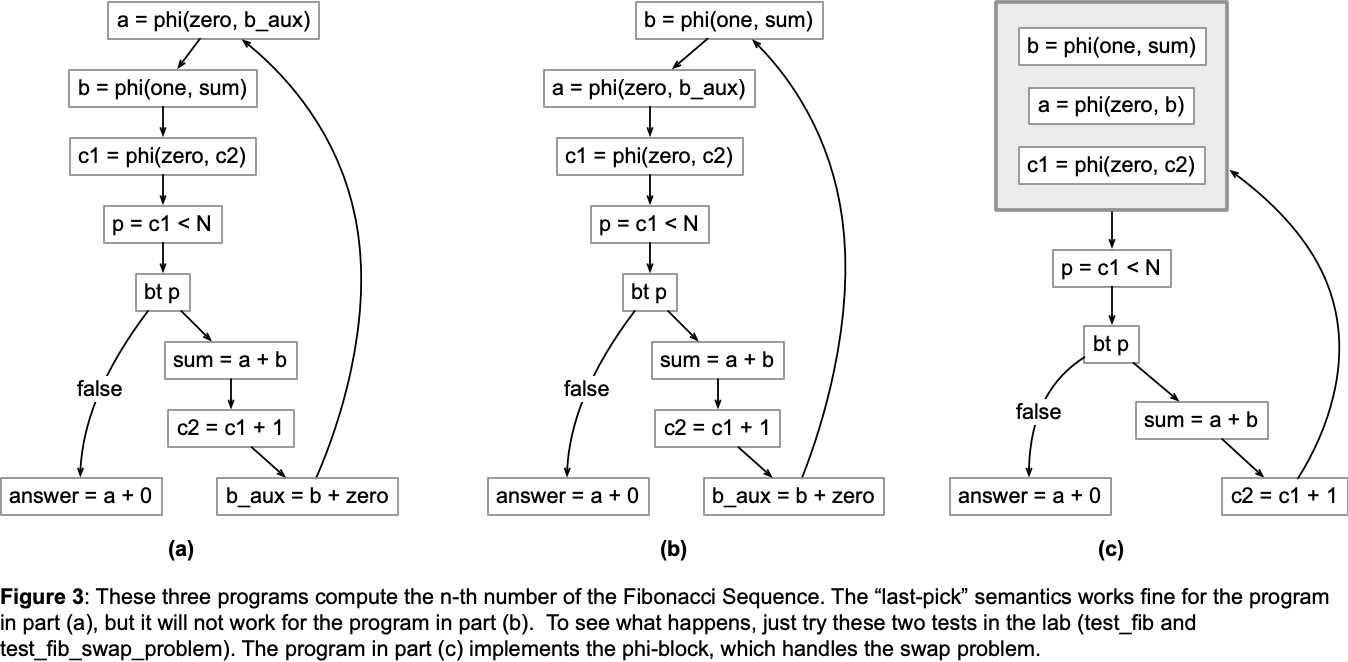 a = phi(zero, b_aux)
b = phi(one, sum)
c1 = phi(zero, c2)
p = c1 < N
bt p
sum = a + b
false
c2 = c1 + 1
answer = a + 0
b_aux = b + zero
(a)
b = phi(one, sum)
a = phi(zero, b_aux)
c1 = phi(zero, c2)
p = c1 < N
bt p
sum = a + b
false
c2 = c1 + 1
answer = a + 0
b_aux = b + zero
(b)
b = phi(one, sum)
a = phi(zero, b)
c1 = phi(zero, c2)
p = c1 < N
bt p
false
sum = a + b
answer = a + 0
c2 = c1 + 1
(c)
Figure 3: These three programs compute the n-th number of the Fibonacci Sequence. The “last-pick” semantics works fine for the program
in part (a), but it will not work for the program in part (b). To see what happens, just try these two tests in the lab (test_fib and
test_fib_swap_problem). The program in part (c) implements the phi-block, which handles the swap problem.